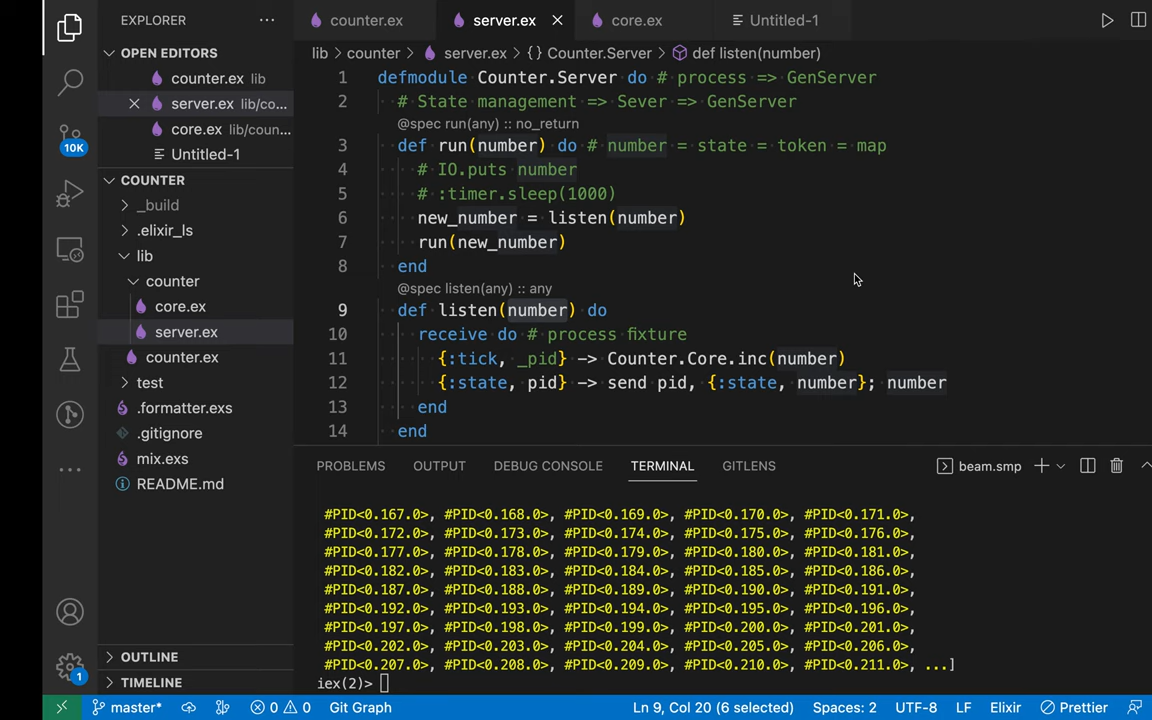 EXPLORER
OPEN EDITORS
counter.ex lib
server.ex lib/co...
core.ex lib/coun...
Untitled-1
COUNTER
_build
.elixir_ls
lib
counter
core.ex
server.ex
counter.ex
test
.formatter.exs
.gitignore
mix.exs
README.md
OUTLINE
TIMELINE
10K
1
counter.ex server.ex core.ex Untitled-1
lib > counter > server.ex > {} Counter.Server > def listen(number)
1 defmodule Counter.Server do # process => GenServer
2 # State management => Sever => GenServer
@spec run(any) :: no_return
3 def run(number) do # number = state = token = map
4 # IO.puts number
5 # :timer.sleep(1000)
6 new_number = listen(number)
7 run(new_number)
8 end
@spec listen(any) :: any
9 def listen(number) do
10 receive do # process fixture
11 {:tick, _pid} -> Counter.Core.inc(number)
12 {:state, pid} -> send pid, {:state, number}; number
13 end
14 end
PROBLEMS OUTPUT DEBUG CONSOLE TERMINAL GITLENS beam.smp
#PID<0.167.0>, #PID<0.168.0>, #PID<0.169.0>, #PID<0.170.0>, #PID<0.171.0>,
#PID<0.172.0>, #PID<0.173.0>, #PID<0.174.0>, #PID<0.175.0>, #PID<0.176.0>,
#PID<0.177.0>, #PID<0.178.0>, #PID<0.179.0>, #PID<0.180.0>, #PID<0.181.0>,
#PID<0.182.0>, #PID<0.183.0>, #PID<0.184.0>, #PID<0.185.0>, #PID<0.186.0>,
#PID<0.187.0>, #PID<0.188.0>, #PID<0.189.0>, #PID<0.190.0>, #PID<0.191.0>,
#PID<0.192.0>, #PID<0.193.0>, #PID<0.194.0>, #PID<0.195.0>, #PID<0.196.0>,
#PID<0.197.0>, #PID<0.198.0>, #PID<0.199.0>, #PID<0.200.0>, #PID<0.201.0>,
#PID<0.202.0>, #PID<0.203.0>, #PID<0.204.0>, #PID<0.205.0>, #PID<0.206.0>,
#PID<0.207.0>, #PID<0.208.0>, #PID<0.209.0>, #PID<0.210.0>, #PID<0.211.0>, ...]
iex(2)>
master* 0 0 Git Graph Ln 9, Col 20 (6 selected) Spaces: 2 UTF-8 LF Elixir Prettier